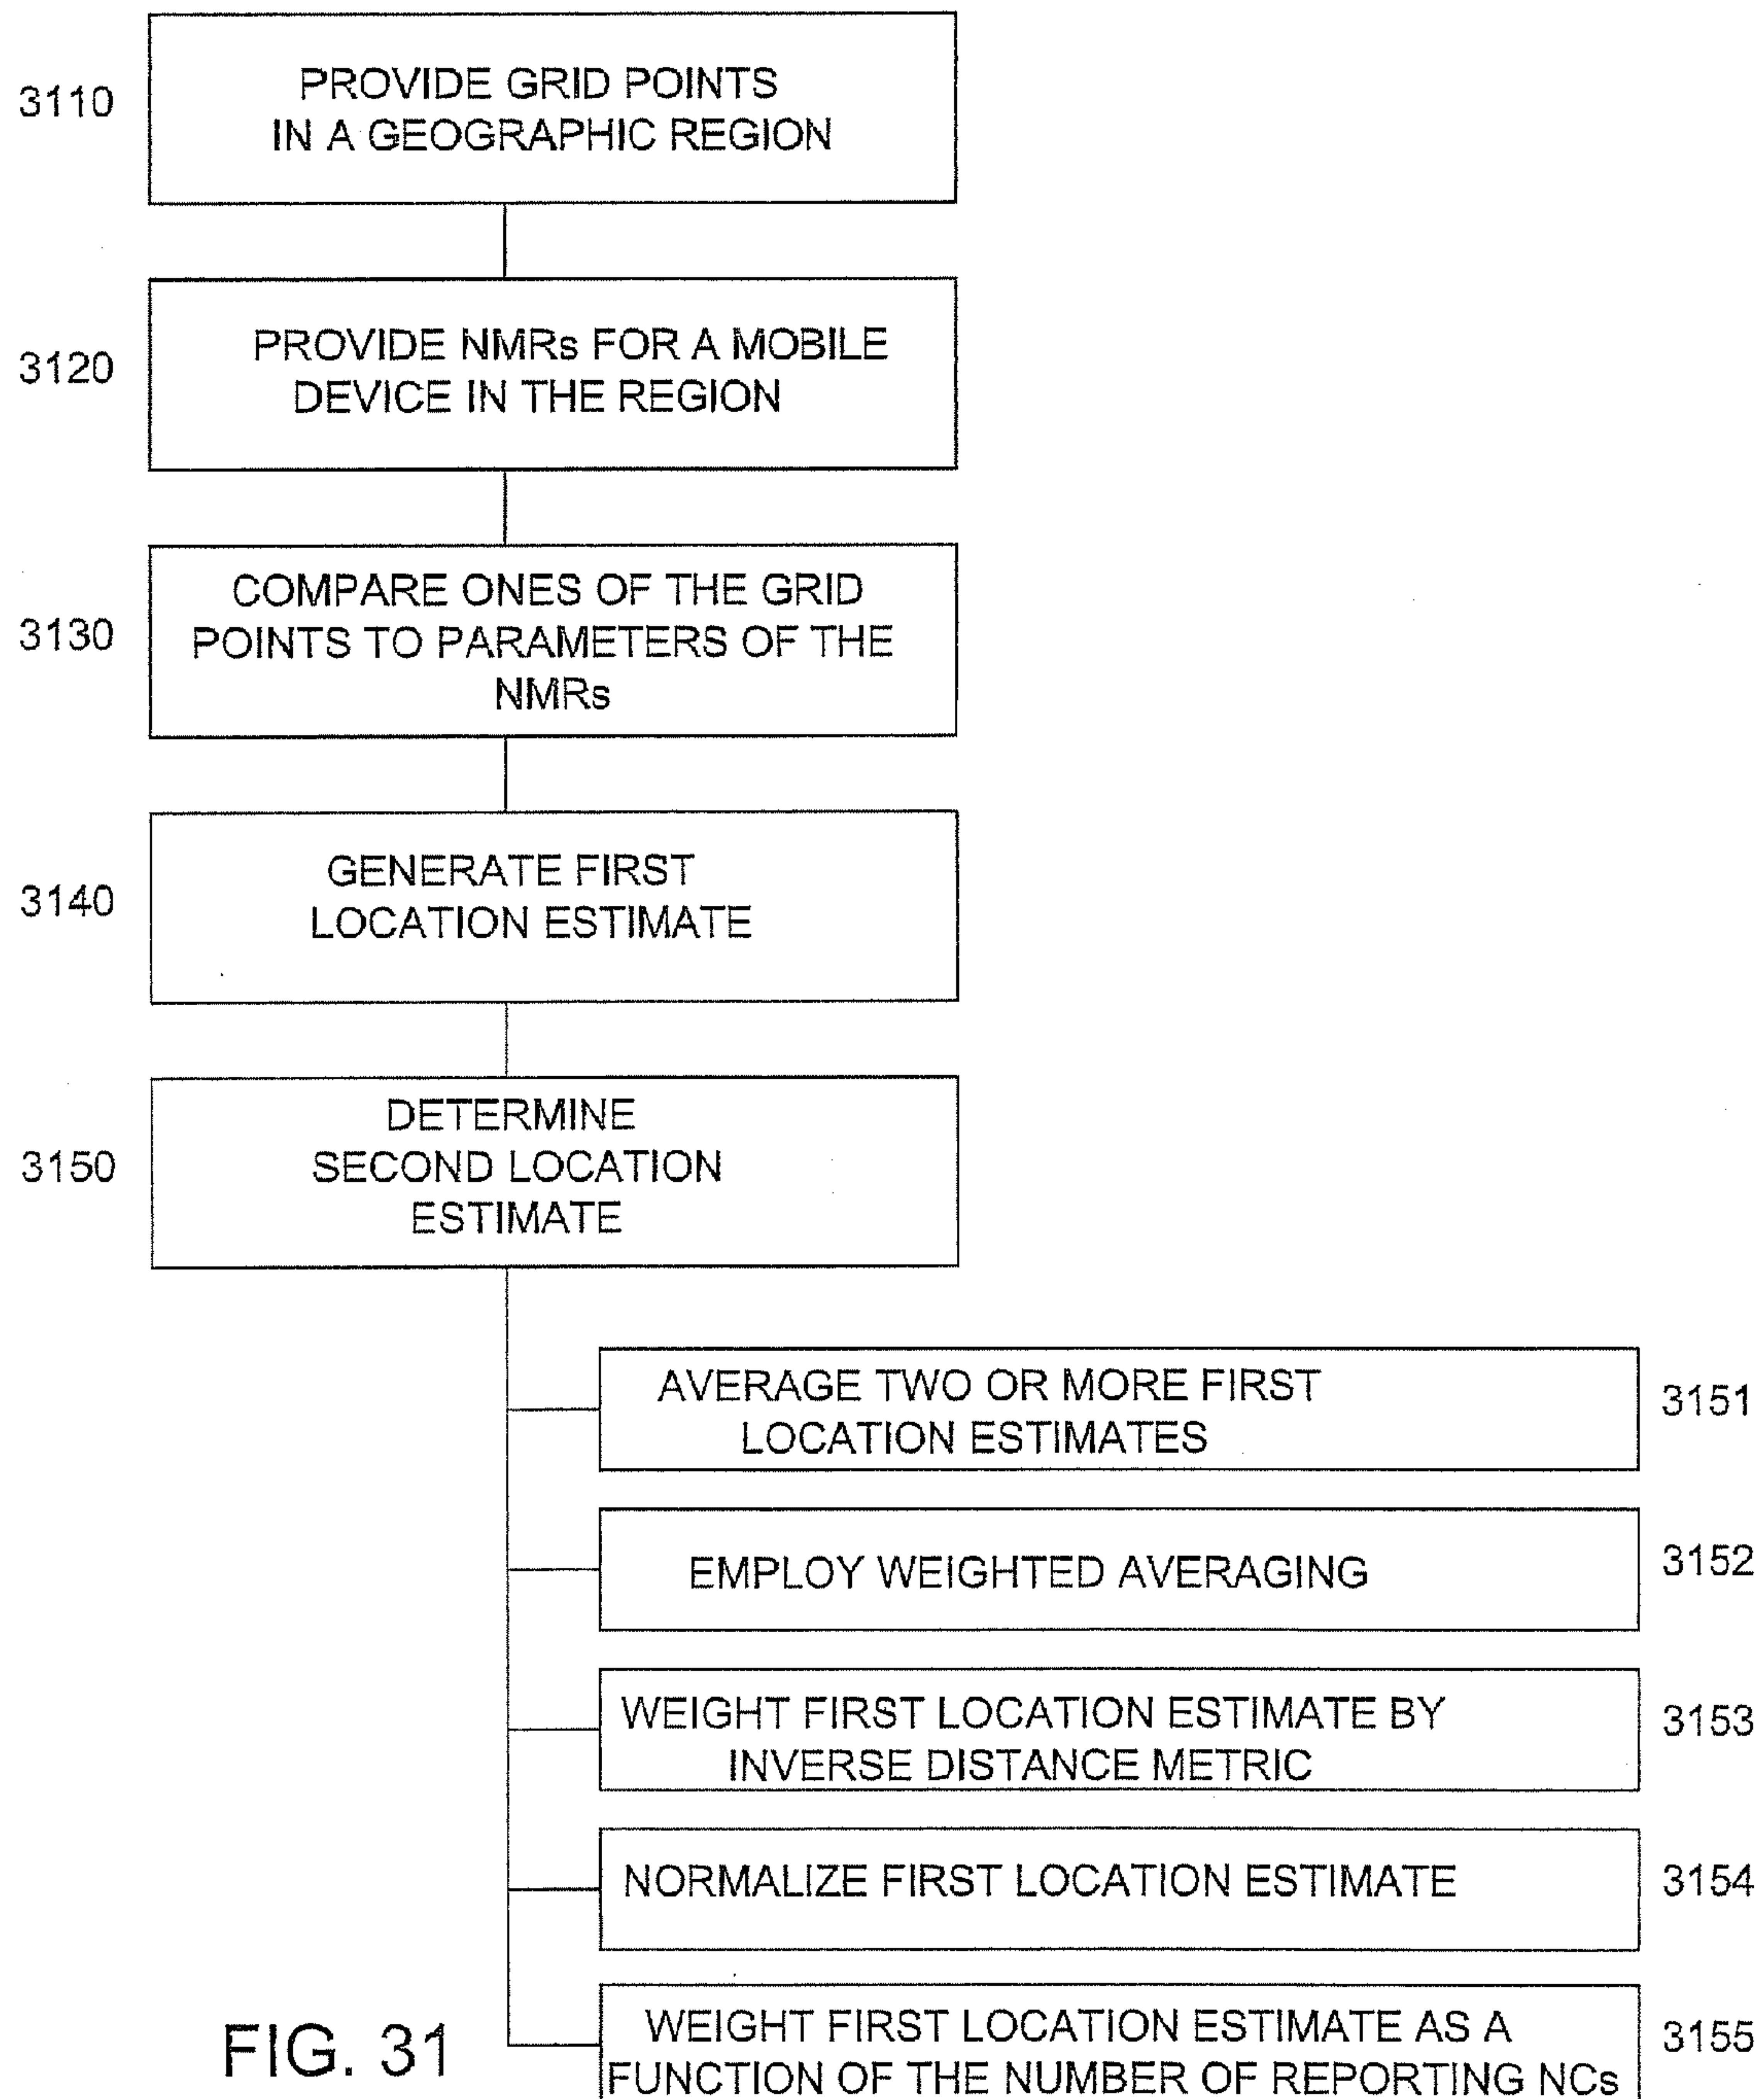 3110
PROVIDE GRID POINTS
IN A GEOGRAPHIC REGION
3120
PROVIDE NMRs FOR A MOBILE
DEVICE IN THE REGION
3130
COMPARE ONES OF THE GRID
POINTS TO PARAMETERS OF THE
NMRs
3140
GENERATE FIRST
LOCATION ESTIMATE
3150
DETERMINE
SECOND LOCATION
ESTIMATE
AVERAGE TWO OR MORE FIRST
LOCATION ESTIMATES
3151
EMPLOY WEIGHTED AVERAGING
3152
WEIGHT FIRST LOCATION ESTIMATE BY
INVERSE DISTANCE METRIC
3153
NORMALIZE FIRST LOCATION ESTIMATE
3154
WEIGHT FIRST LOCATION ESTIMATE AS A
FUNCTION OF THE NUMBER OF REPORTING NCs
3155
FIG. 31